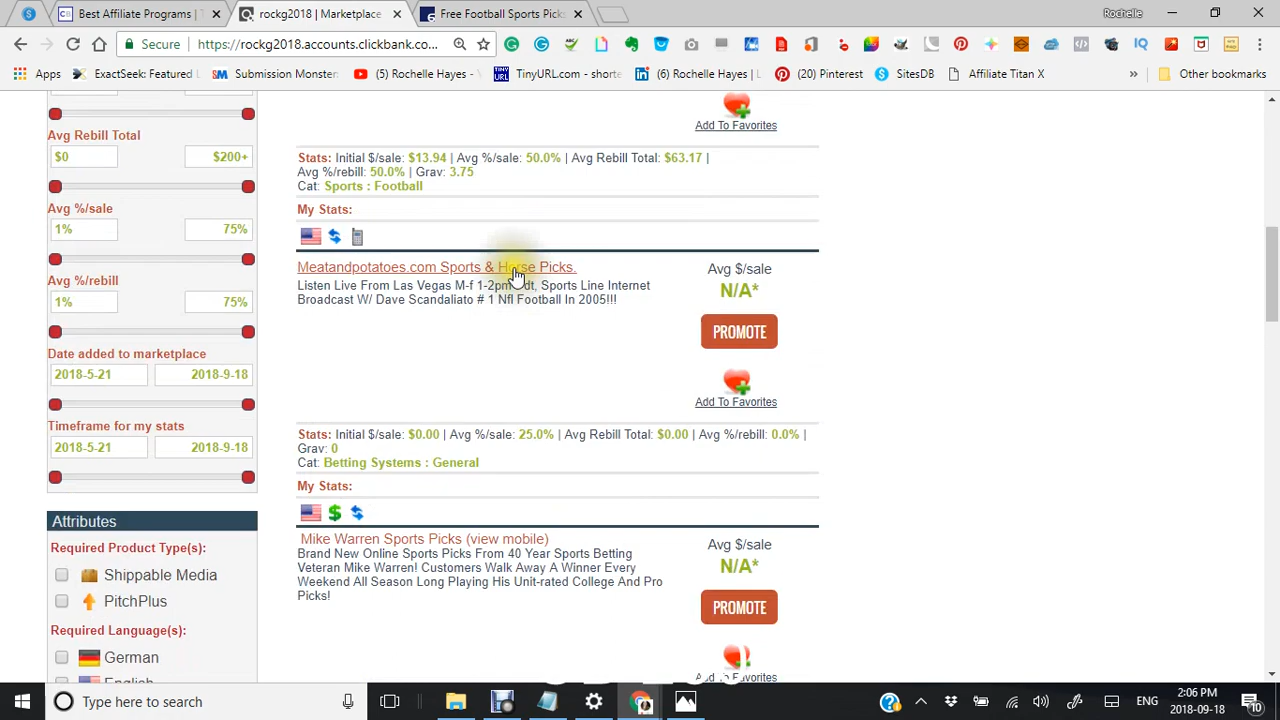 Best Affiliate Programs | T
rockg2018 | Marketplace
Free Football Sports Picks
Rochelle
Secure
https://rockg2018.accounts.clickbank.co...
Apps
ExactSeek: Featured L
Submission Monster
(5) Rochelle Hayes - Y
TinyURL.com - shorte
(6) Rochelle Hayes | L
(20) Pinterest
SitesDB
Affiliate Titan X
»
Other bookmarks
Add To Favorites
Avg Rebill Total
$0
$200+
Stats: Initial $/sale: $13.94 | Avg %/sale: 50.0% | Avg Rebill Total: $63.17 |
Avg %/rebill: 50.0% | Grav: 3.75
Cat: Sports : Football
Avg %/sale
My Stats:
1%
75%
Meatandpotatoes.com Sports & Horse Picks.
Avg $/sale
Listen Live From Las Vegas M-f 1-2pm Pdt, Sports Line Internet
N/A*
Broadcast W/ Dave Scandaliato # 1 Nfl Football In 2005!!!
Avg %/rebill
1%
75%
PROMOTE
Date added to marketplace
2018-5-21
2018-9-18
Add To Favorites
Timeframe for my stats
2018-5-21
2018-9-18
Stats: Initial $/sale: $0.00 | Avg %/sale: 25.0% | Avg Rebill Total: $0.00 | Avg %/rebill: 0.0% |
Grav: 0
Cat: Betting Systems : General
My Stats:
Attributes
Required Product Type(s):
Shippable Media
PitchPlus
Required Language(s):
German
English
Mike Warren Sports Picks (view mobile)
Avg $/sale
Brand New Online Sports Picks From 40 Year Sports Betting
N/A*
Veteran Mike Warren! Customers Walk Away A Winner Every
Weekend All Season Long Playing His Unit-rated College And Pro
Picks!
PROMOTE
Add To Favorites
Type here to search
ENG
2:06 PM
2018-09-18
10